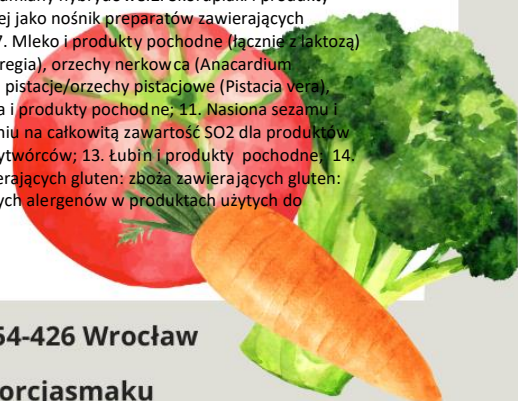 ej jako nośnik preparatów zawierających
7. Mleko i produkty pochodne (łącznie z laktozą)
regia), orzechy nerkowca (Anacardium
pistacje/orzechy pistacjowe (Pistacia vera),
a i produkty pochodne; 11. Nasiona sezamu i
niu na całkowitą zawartość SO2 dla produktów
ytwórców; 13. Łubin i produkty pochodne; 14.
erających gluten: zboża zawierających gluten:
ych alergenów w produktach użytych do
54-426 Wrocław
orcjasmaku